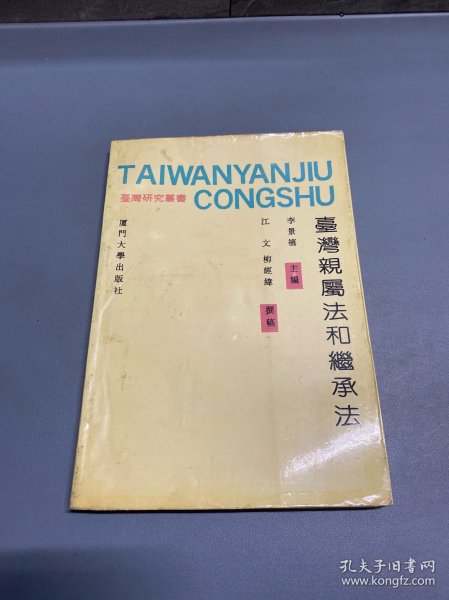 TAIWANYANJIU
臺灣研究叢書 CONGSHU
臺灣親屬法和繼承法
李景禧 主編
江文 柳經緯 撰稿
厦門大學出版社
孔夫子旧书网
www.kongfz.com